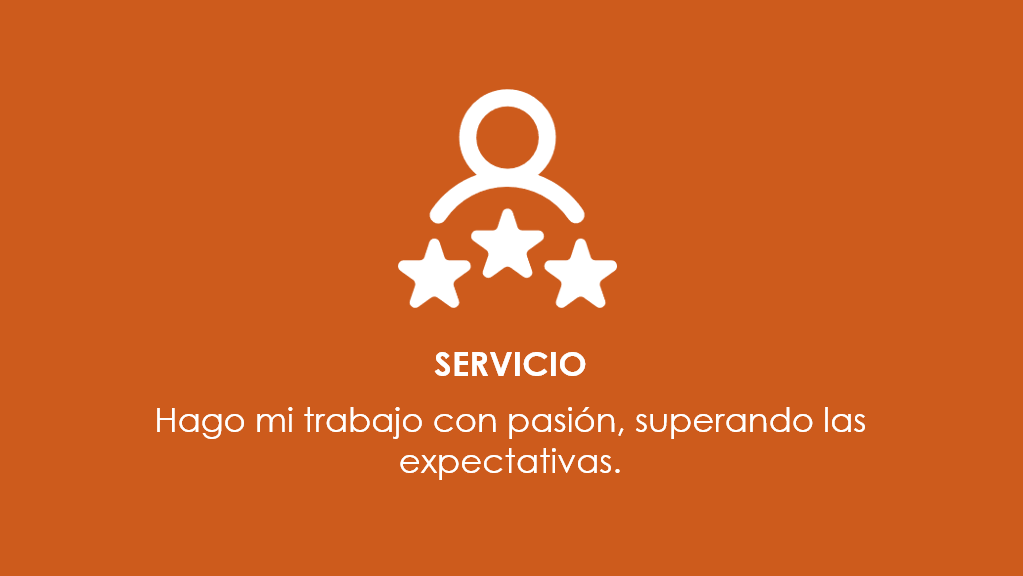 SERVICIO
Hago mi trabajo con pasión, superando las
expectativas.